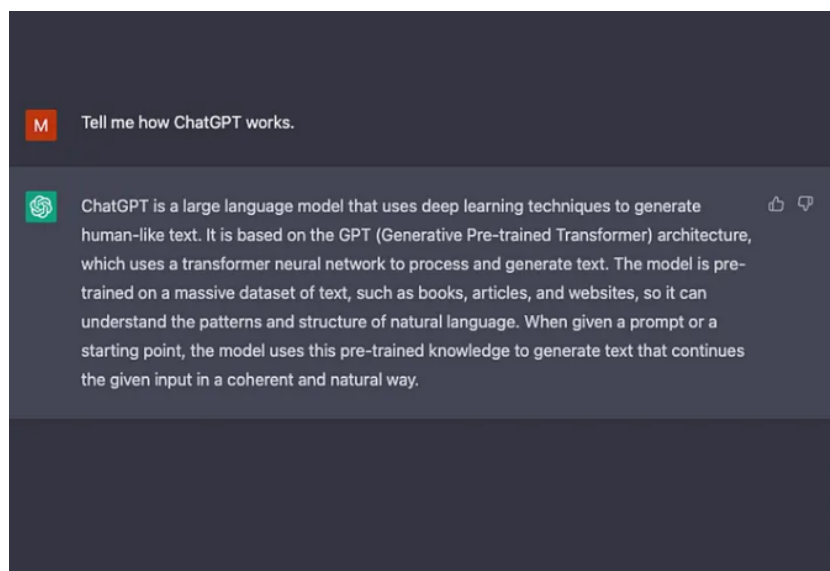 M
Tell me how ChatGPT works.
ChatGPT is a large language model that uses deep learning techniques to generate
human-like text. It is based on the GPT (Generative Pre-trained Transformer) architecture,
which uses a transformer neural network to process and generate text. The model is pre-
trained on a massive dataset of text, such as books, articles, and websites, so it can
understand the patterns and structure of natural language. When given a prompt or a
starting point, the model uses this pre-trained knowledge to generate text that continues
the given input in a coherent and natural way.